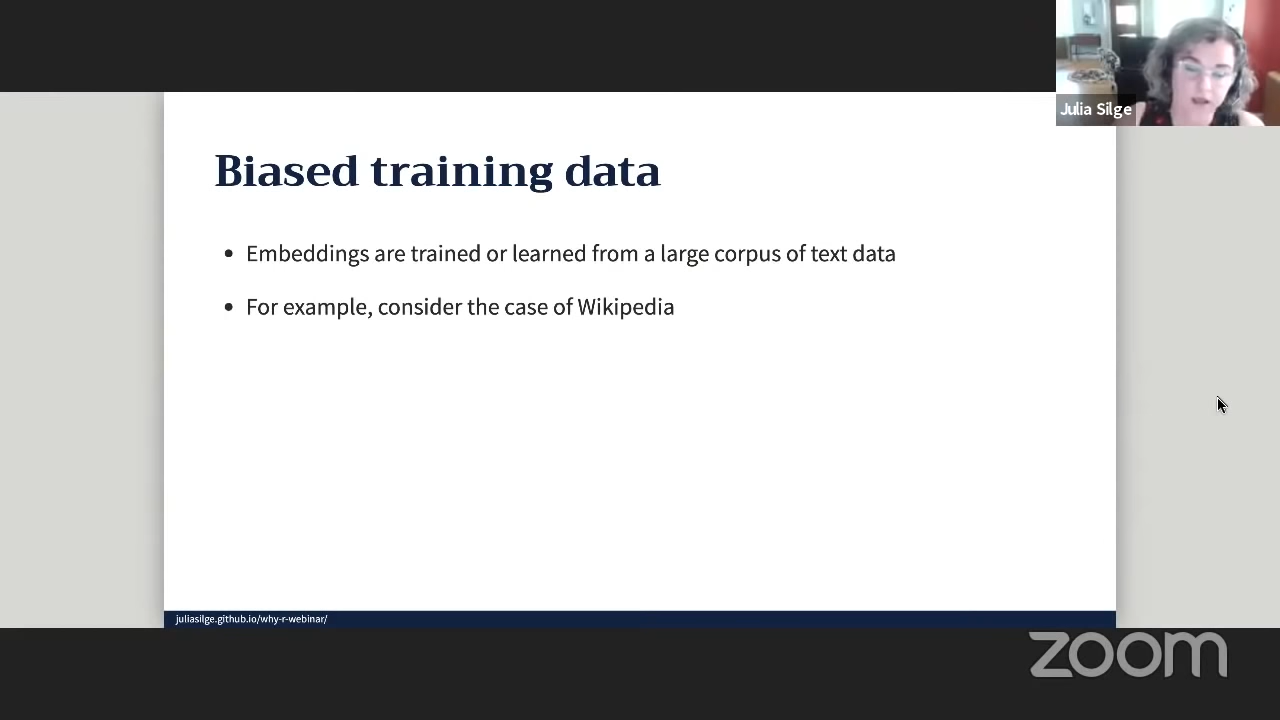 Julia Silge
Biased training data
• Embeddings are trained or learned from a large corpus of text data
• For example, consider the case of Wikipedia
juliasilge.github.io/why-r-webinar/
zoom